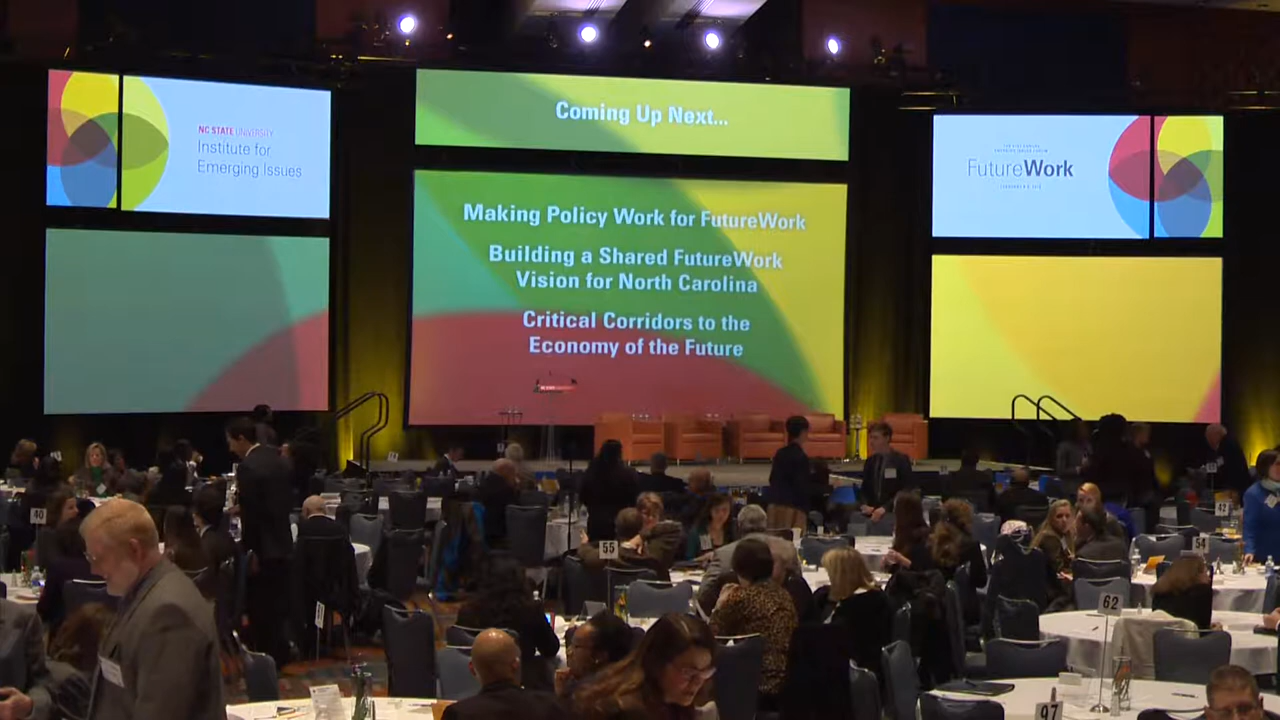 NC STATE UNIVERSITY
Institute for
Emerging Issues
Coming Up Next...
Making Policy Work for FutureWork
Building a Shared FutureWork
Vision for North Carolina
Critical Corridors to the
Economy of the Future
FutureWork
40
55
62
54
97